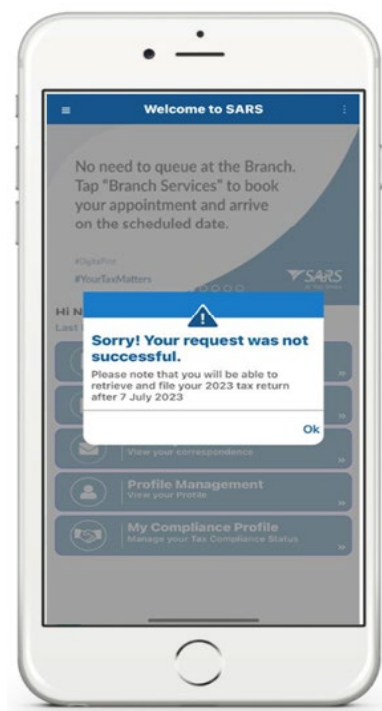 Welcome to SARS
No need to queue at the Branch.
Tap "Branch Services" to book
your appointment and arrive
on the scheduled date.
#YourTaxMatters
SARS
Hi N
Last
Sorry! Your request was not
successful.
Please note that you will be able to
retrieve and file your 2023 tax return
after 7 July 2023
Ok
View your correspondence
Profile Management
View your Profile
My Compliance Profile
Manage your Tax Compliance Status